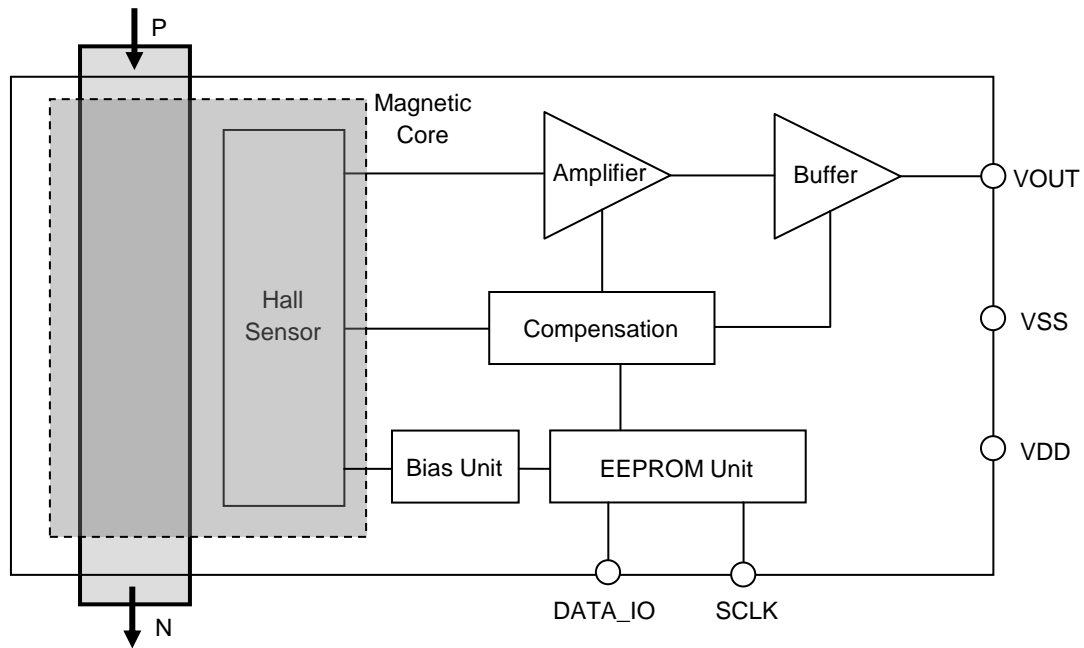 P
Magnetic
Core
Amplifier
Buffer
VOUT
Hall
Sensor
Compensation
VSS
Bias Unit
EEPROM Unit
VDD
DATA_IO
SCLK
N